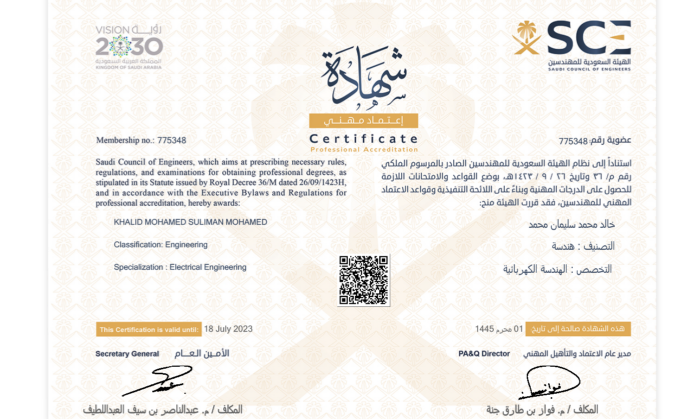 VISION رؤيـــة
2030
المملكة العربية السعودية
KINGDOM OF SAUDI ARABIA
SCE
الهيئة السعودية للمهندسين
SAUDI COUNCIL OF ENGINEERS
شهادة
إعـتـمـاد مـهـنـي
Certificate
Professional Accreditation
Membership no.: 775348
عضوية رقم: 775348
Saudi Council of Engineers, which aims at prescribing necessary rules,
regulations, and examinations for obtaining professional degrees, as
stipulated in its Statute issued by Royal Decree 36/M dated 26/09/1423H,
and in accordance with the Executive Bylaws and Regulations for
professional accreditation, hereby awards:
استناداً إلى نظام الهيئة السعودية للمهندسين الصادر بالمرسوم الملكي
رقم م/ ٣٦ وتاريخ ٢٦ / ٩ / ١٤٢٣هـ، بوضع القواعد والامتحانات اللازمة
للحصول على الدرجات المهنية وبناءً على اللائحة التنفيذية وقواعد الاعتماد
المهني للمهندسين، فقد قررت الهيئة منح:
KHALID MOHAMED SULIMAN MOHAMED
Classification: Engineering
Specialization : Electrical Engineering
خالد محمد سليمان محمد
التصنيف : هندسة
التخصص : الهندسة الكهربائية
This Certification is valid until: 18 July 2023
هذه الشهادة صالحة إلى تاريخ 01 محرم 1445
Secretary General الأمـيـن الـعـــام
PA&Q Director مدير عام الاعتماد والتأهيل المهني
المكلف / م. عبدالناصر بن سيف العبداللطيف
المكلف / م. فواز بن طارق جنة